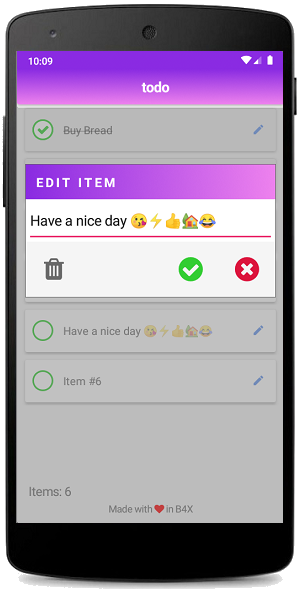 10:09
todo
Buy Bread
EDIT ITEM
Have a nice day 😘⚡👍🏡😂
Have a nice day 😘⚡👍🏡😂
Item #6
Items: 6
Made with ❤ in B4X